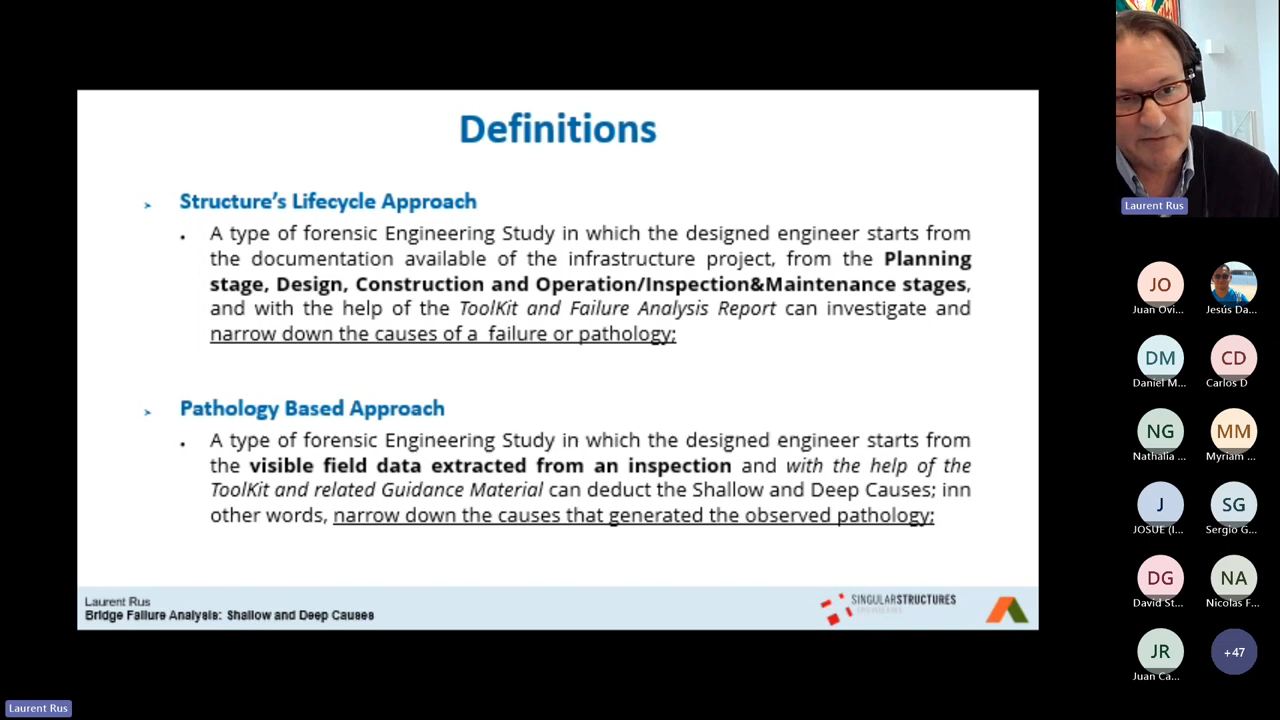 Definitions
Structure's Lifecycle Approach
A type of forensic Engineering Study in which the designed engineer starts from
the documentation available of the infrastructure project, from the Planning
stage, Design, Construction and Operation/Inspection&Maintenance stages,
and with the help of the ToolKit and Failure Analysis Report can investigate and
narrow down the causes of a failure or pathology;
Pathology Based Approach
A type of forensic Engineering Study in which the designed engineer starts from
the visible field data extracted from an inspection and with the help of the
ToolKit and related Guidance Material can deduct the Shallow and Deep Causes; inn
other words, narrow down the causes that generated the observed pathology;
Laurent Rus
Bridge Failure Analysis: Shallow and Deep Causes
SINGULARSTRUCTURES
Laurent Rus
JO
Juan Ovi...
Jesús Da...
DM
Daniel M...
CD
Carlos D
NG
Nathalia ...
MM
Myriam ...
J
JOSUE (I...
SG
Sergio G...
DG
David St...
NA
Nicolas F...
JR
Juan Ca...
+47
Laurent Rus